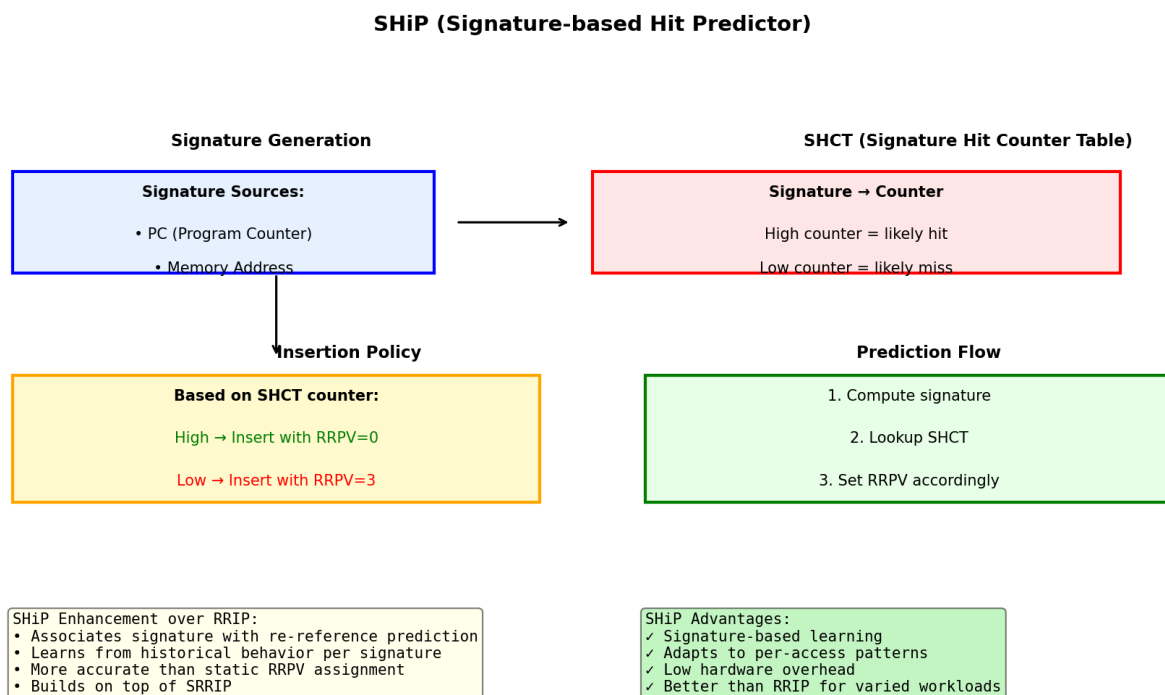 SHiP (Signature-based Hit Predictor)
Signature Generation
Signature Sources:
• PC (Program Counter)
• Memory Address
SHCT (Signature Hit Counter Table)
Signature → Counter
High counter = likely hit
Low counter = likely miss
Insertion Policy
Based on SHCT counter:
High → Insert with RRPV=0
Low → Insert with RRPV=3
Prediction Flow
1. Compute signature
2. Lookup SHCT
3. Set RRPV accordingly
SHiP Enhancement over RRIP:
• Associates signature with re-reference prediction
• Learns from historical behavior per signature
• More accurate than static RRPV assignment
• Builds on top of SRRIP
SHiP Advantages:
✓ Signature-based learning
✓ Adapts to per-access patterns
✓ Low hardware overhead
✓ Better than RRIP for varied workloads